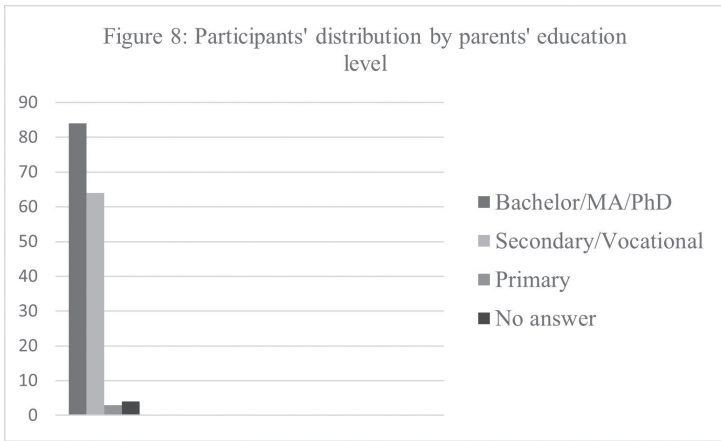 Figure 8: Participants' distribution by parents' education
level
90
80
70
60
50
40
30
20
10
0
Bachelor/MA/PhD
Secondary/Vocational
Primary
No answer